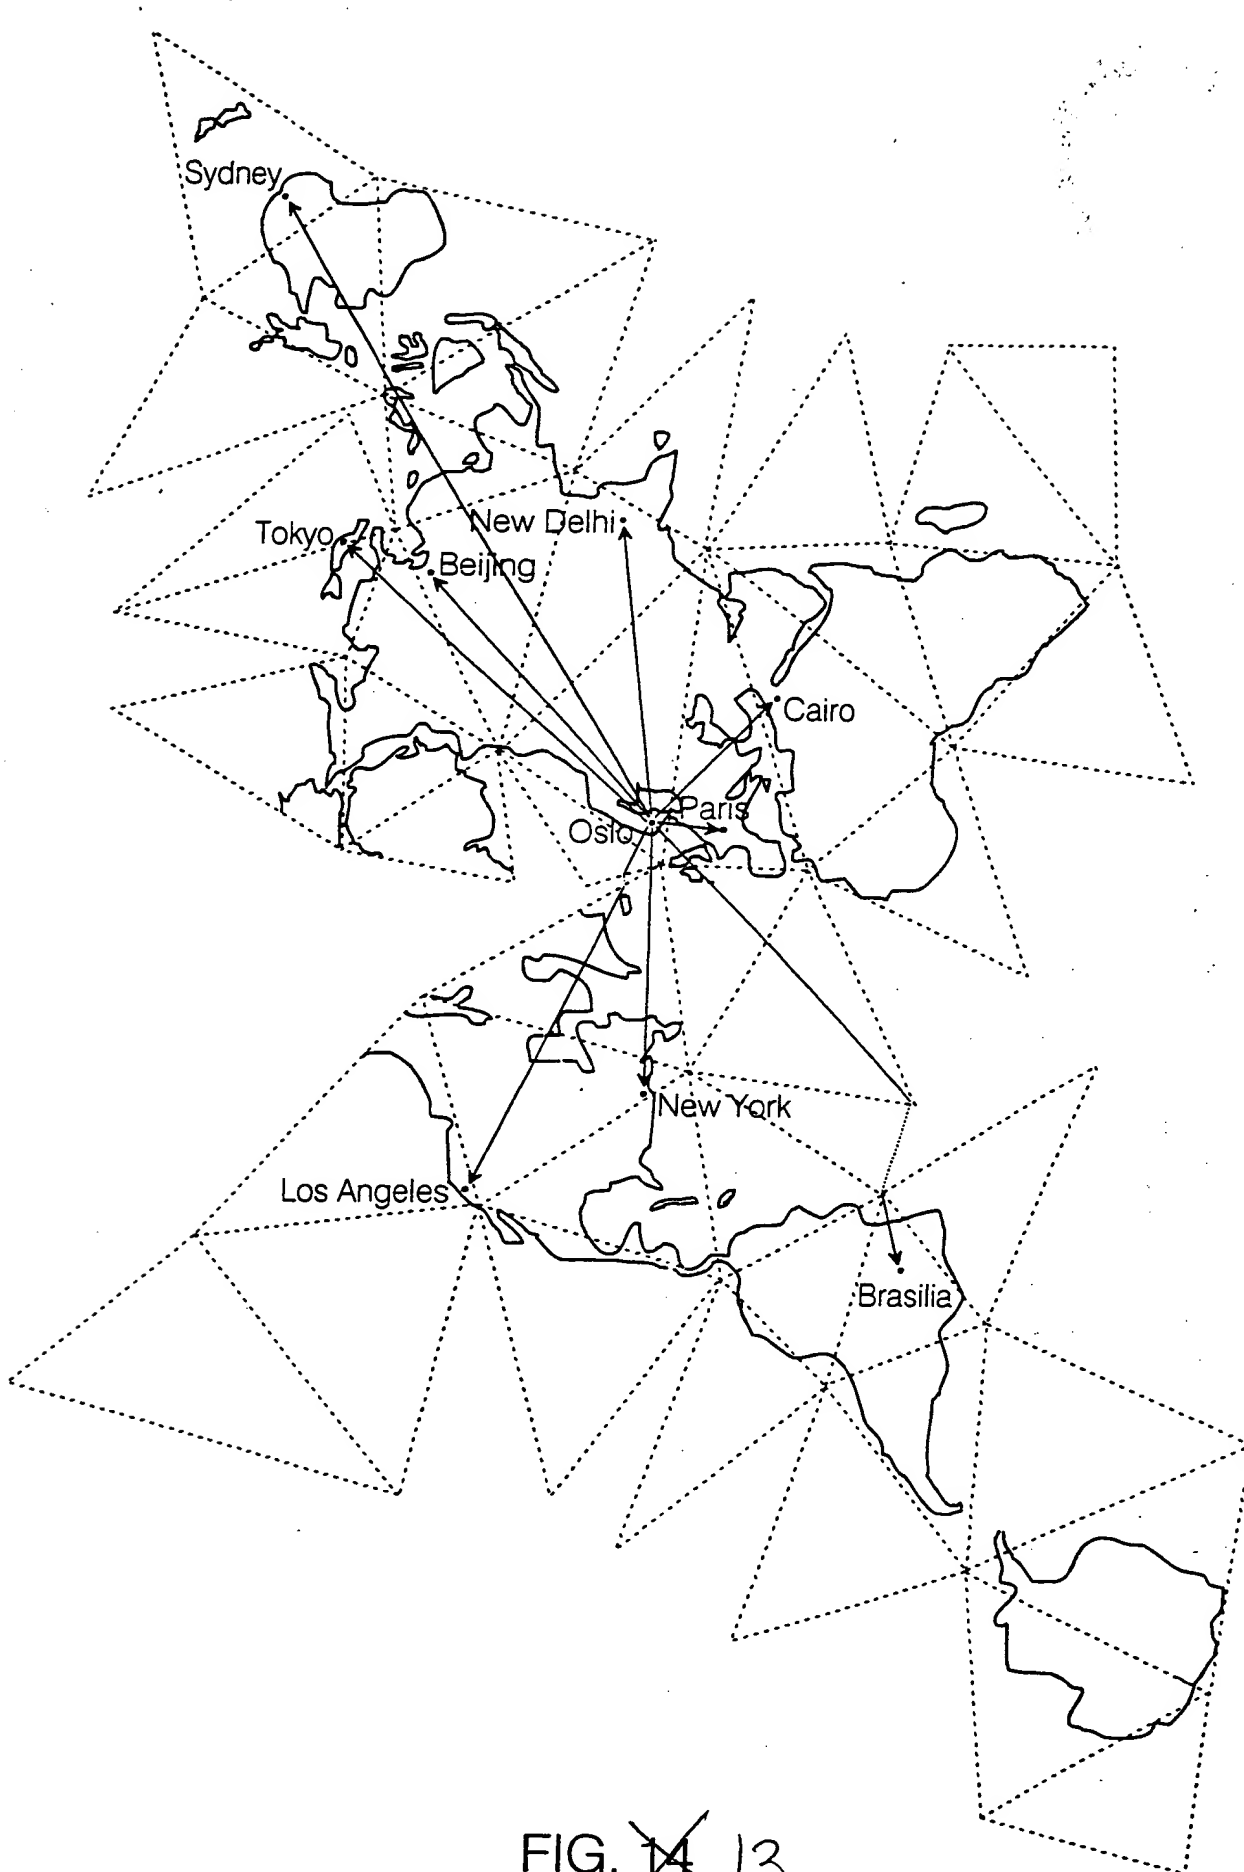 Sydney
Tokyo
New Delhi
Beijing
Cairo
Paris
Oslo
New York
Los Angeles
Brasilia
FIG. 14 13